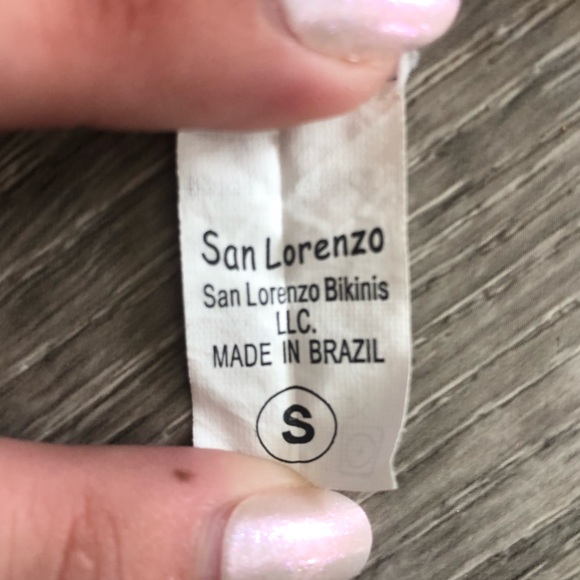 San Lorenzo
San Lorenzo Bikinis
LLC.
MADE IN BRAZIL
S